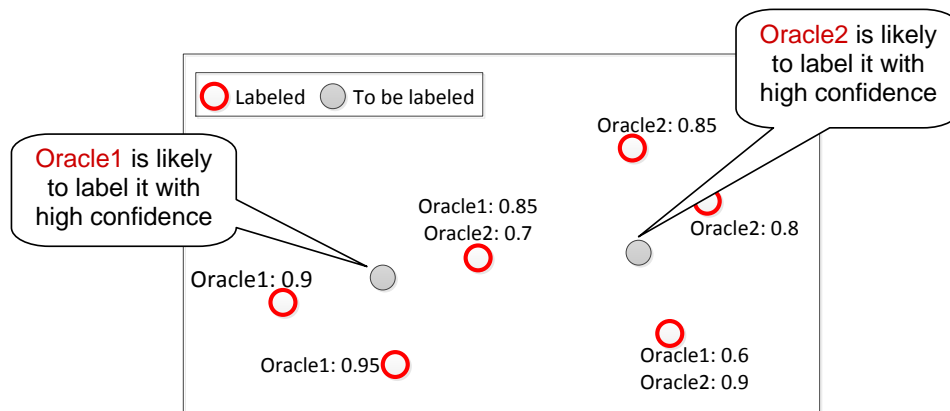 Oracle2 is likely
to label it with
high confidence
Labeled
To be labeled
Oracle2: 0.85
Oracle1 is likely
to label it with
high confidence
Oracle1: 0.85
Oracle2: 0.7
Oracle2: 0.8
Oracle1: 0.9
Oracle1: 0.95
Oracle1: 0.6
Oracle2: 0.9